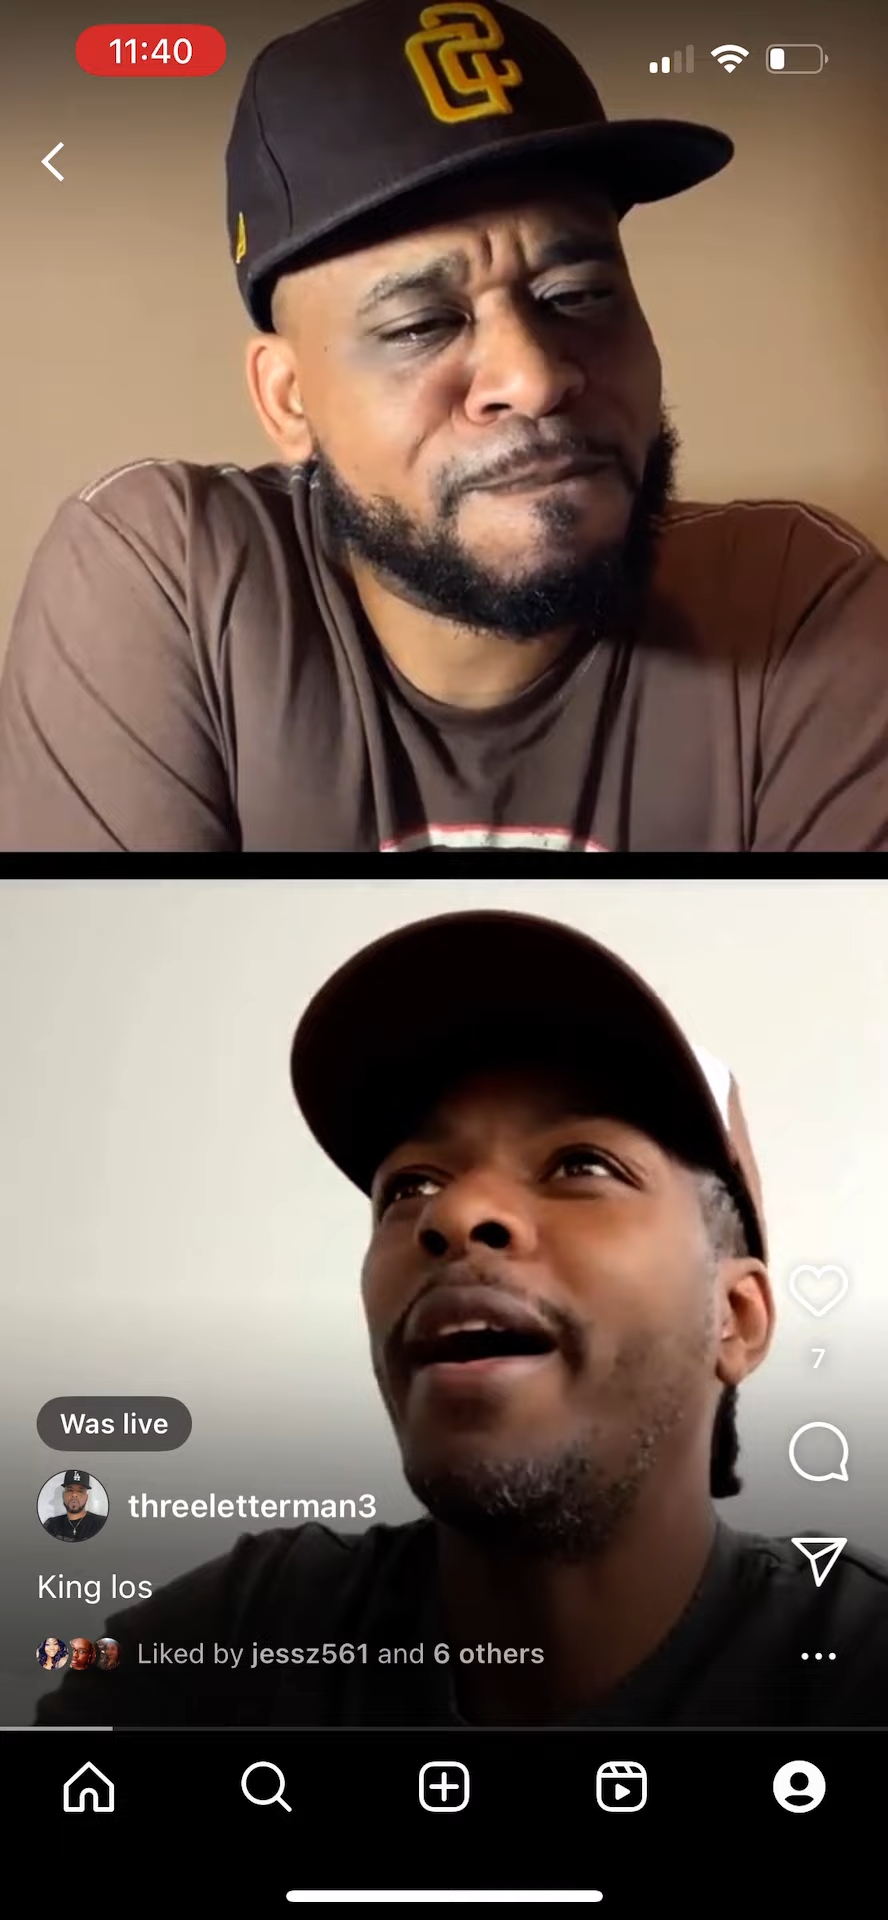 11:40
Was live
threeletterman3
King los
Liked by jessz561 and 6 others
7